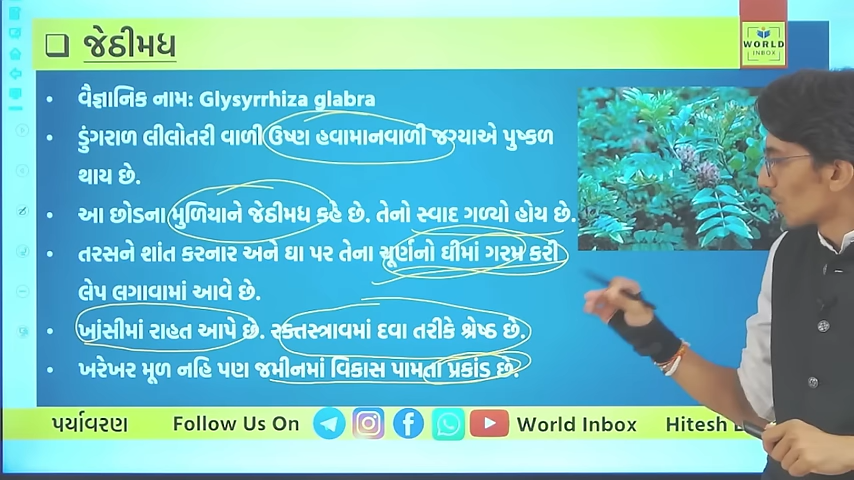 જેઠીમધ
WORLD
INBOX
વૈજ્ઞાનિક નામ: Glysyrrhiza glabra
ડુંગરાળ લીલોતરી વાળી ઉષ્ણ હવામાનવાળી જગ્યાએ પુષ્કળ
થાય છે.
આ છોડના મુળિયાને જેઠીમધ કહે છે. તેનો સ્વાદ ગળ્યો હોય છે.
તરસને શાંત કરનાર અને ઘા પર તેના ચૂર્ણનો ઘીમાં ગરમ કરી
લેપ લગાવામાં આવે છે.
ખાંસીમાં રાહત આપે છે. રક્તસ્ત્રાવમાં દવા તરીકે શ્રેષ્ઠ છે.
ખરેખર મૂળ નહિ પણ જમીનમાં વિકાસ પામતા પ્રકાંડ છે.
પર્યાવરણ Follow Us On World Inbox Hitesh